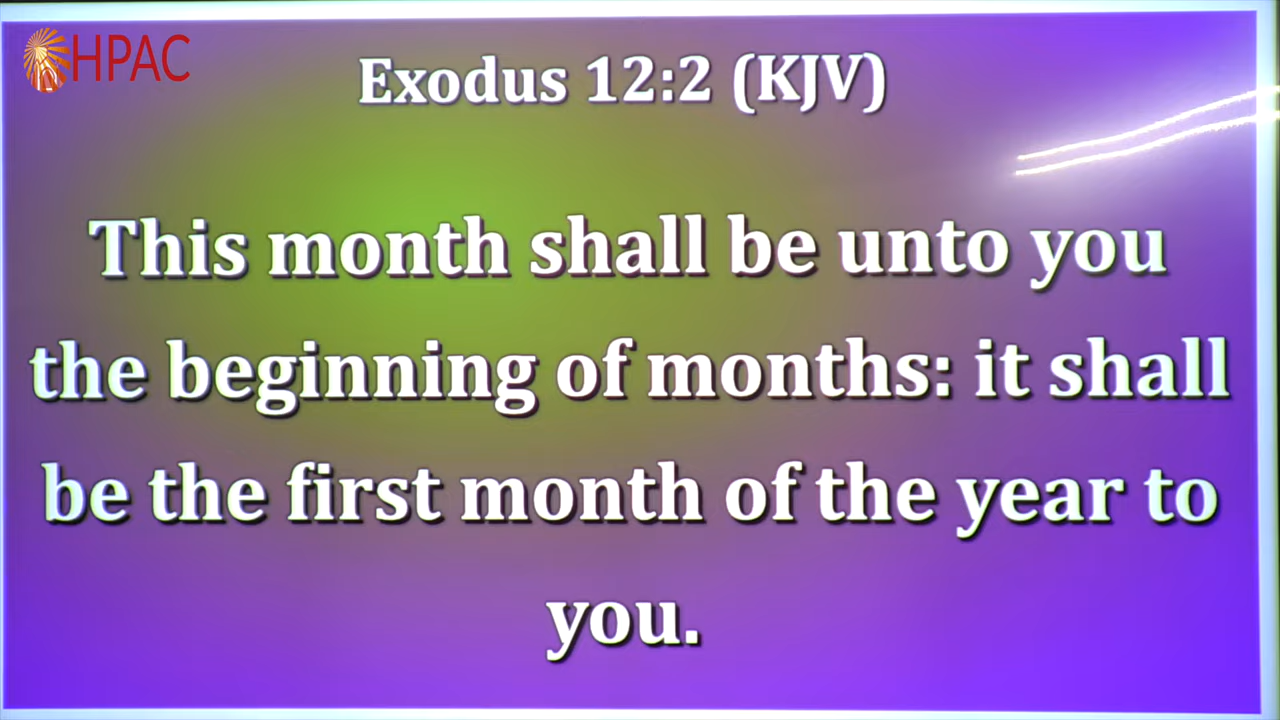 HPAC
Exodus 12:2 (KJV)
This month shall be unto you
the beginning of months: it shall
be the first month of the year to
you.